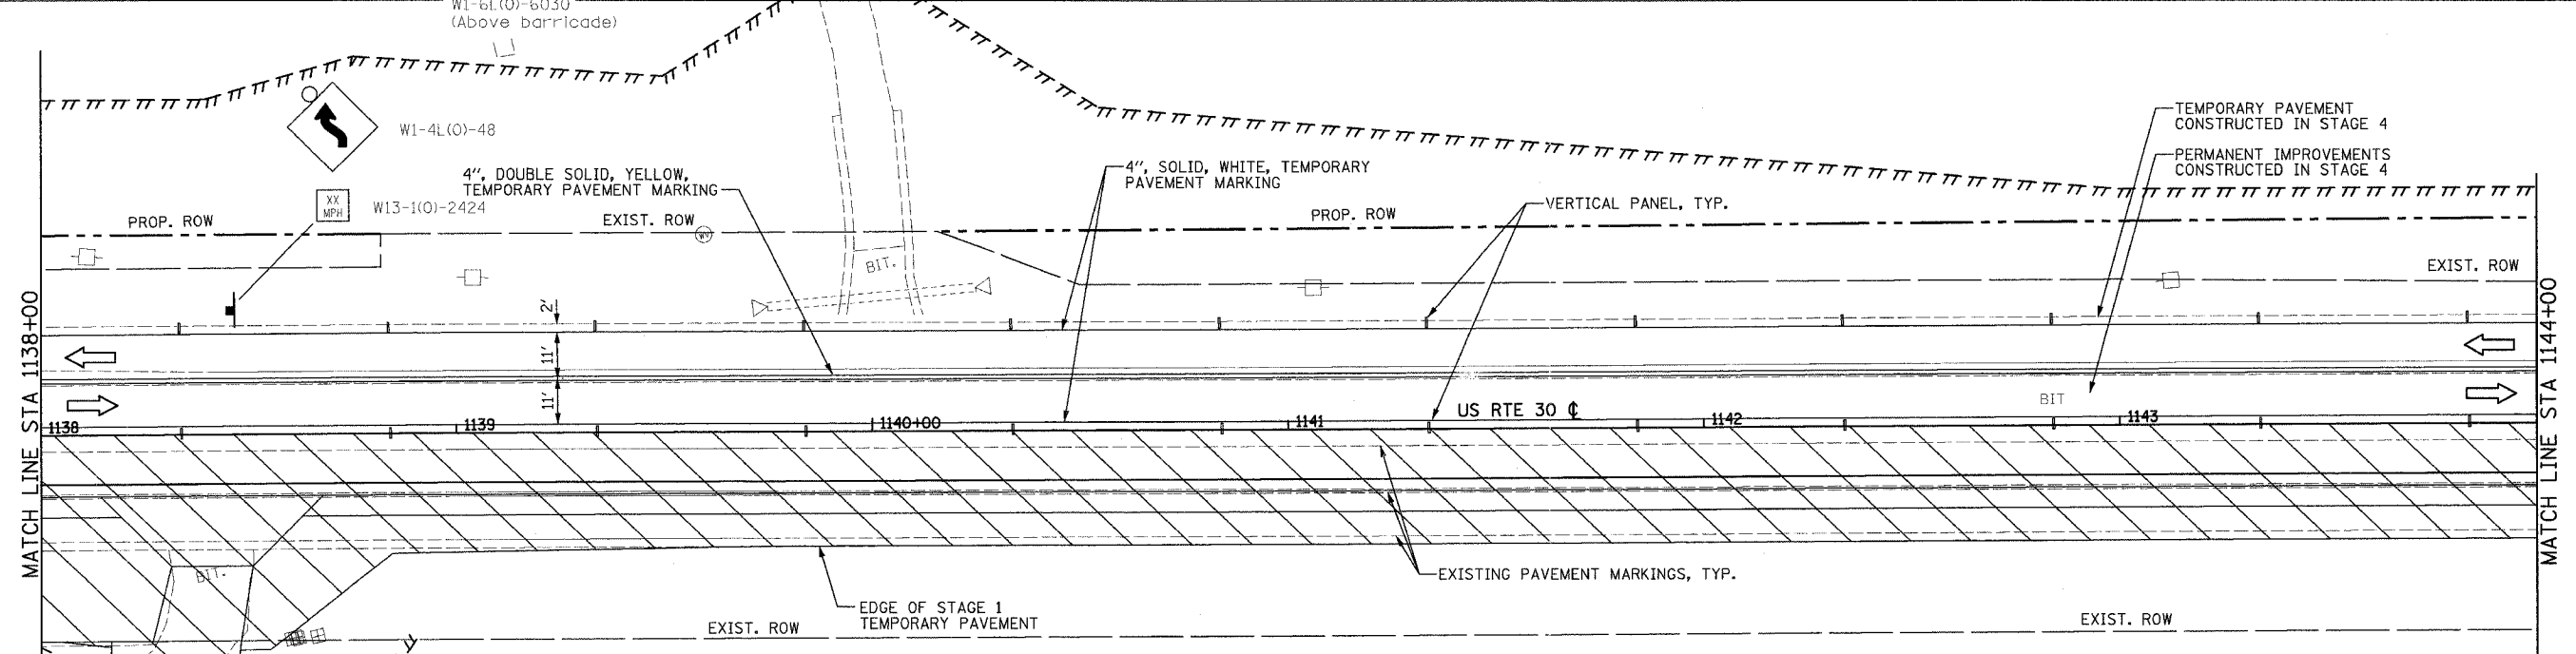 W1-6L(O)-6030
(Above barricade)
W1-4L(O)-48
XX
MPH
W13-1(O)-2424
4", DOUBLE SOLID, YELLOW,
TEMPORARY PAVEMENT MARKING
4", SOLID, WHITE, TEMPORARY
PAVEMENT MARKING
VERTICAL PANEL, TYP.
TEMPORARY PAVEMENT
CONSTRUCTED IN STAGE 4
PERMANENT IMPROVEMENTS
CONSTRUCTED IN STAGE 4
PROP. ROW
EXIST. ROW
PROP. ROW
EXIST. ROW
BIT.
2'
11'
11'
MATCH LINE STA 1138+00
MATCH LINE STA 1144+00
BIT
US RTE 30 ℄
1138
1139
1140+00
1141
1142
1143
EXISTING PAVEMENT MARKINGS, TYP.
BIT.
EDGE OF STAGE 1
TEMPORARY PAVEMENT
EXIST. ROW
EXIST. ROW